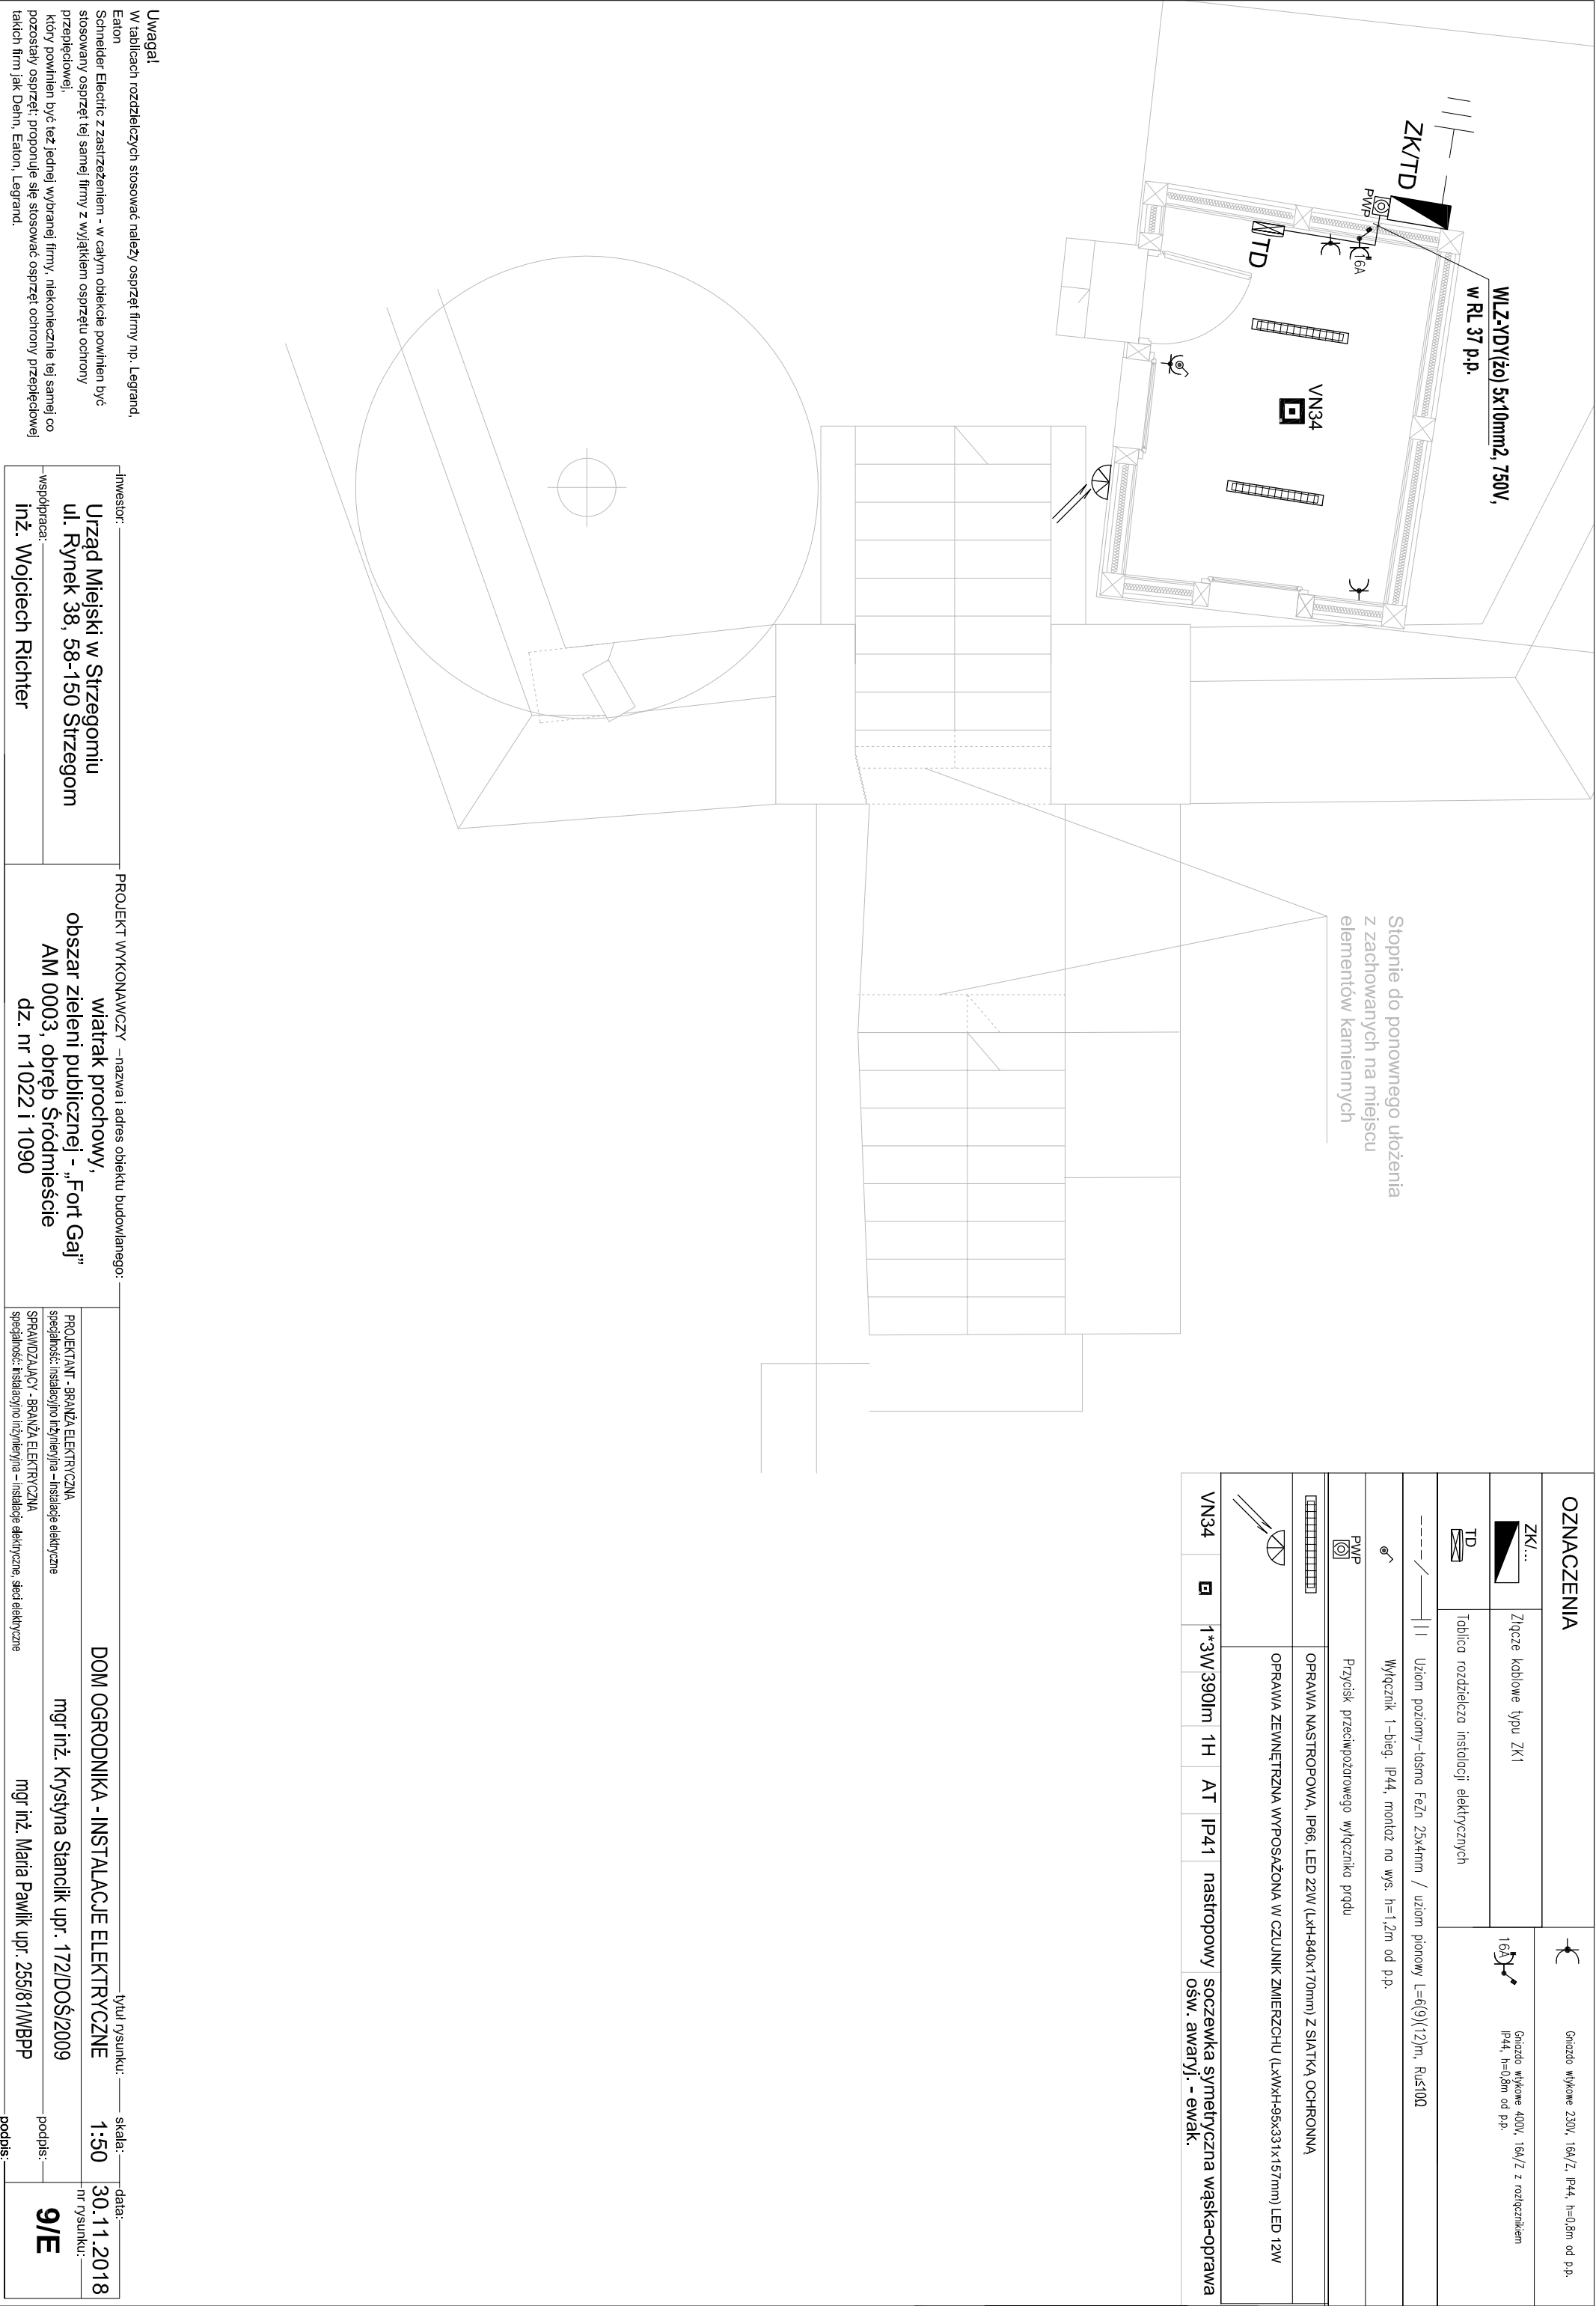 WLZ-YDY(żo) 5x10mm2, 750V,
w RL 37 p.p.
ZK/TD
PWP
16A
TD
VN34
Stopnie do ponownego ułożenia
z zachowanych na miejscu
elementów kamiennych
OZNACZENIA
ZK/...
Złącze kablowe typu ZK1
TD
Tablica rozdzielcza instalacji elektrycznych
Gniazdo wtykowe 230V, 16A/Z, IP44, h=0,8m od p.p.
16A
Gniazdo wtykowe 400V, 16A/Z z rozłącznikiem
IP44, h=0,8m od p.p.
Uziom poziomy-taśma FeZn 25x4mm / uziom pionowy L=6(9)(12)m, Ru≤10Ω
Wyłącznik 1-bieg. IP44, montaż na wys. h=1,2m od p.p.
PWP
Przycisk przeciwpożarowego wyłącznika prądu
OPRAWA NASTROPOWA, IP66, LED 22W (LxH-840x170mm) Z SIATKĄ OCHRONNĄ
OPRAWA ZEWNĘTRZNA WYPOSAŻONA W CZUJNIK ZMIERZCHU (LxWxH-95x331x157mm) LED 12W
VN34 1*3W 390lm 1H AT IP41 nastropowy soczewka symetryczna wąska-oprawa
ośw. awaryj. - ewak.
Uwaga!
W tablicach rozdzielczych stosować należy osprzęt firmy np. Legrand,
Eaton
Schneider Electric z zastrzeżeniem - w całym obiekcie powinien być
stosowany osprzęt tej samej firmy z wyjątkiem osprzętu ochrony
przepięciowej,
który powinien być też jednej wybranej firmy, niekoniecznie tej samej co
pozostały osprzęt; proponuje się stosować osprzęt ochrony przepięciowej
takich firm jak Dehn, Eaton, Legrand.
inwestor:
Urząd Miejski w Strzegomiu
ul. Rynek 38, 58-150 Strzegom
współpraca:
inż. Wojciech Richter
PROJEKT WYKONAWCZY -nazwa i adres obiektu budowlanego:
wiatrak prochowy,
obszar zieleni publicznej - „Fort Gaj”
AM 0003, obręb Śródmieście
dz. nr 1022 i 1090
tytuł rysunku:
DOM OGRODNIKA - INSTALACJE ELEKTRYCZNE
skala:
1:50
data:
30.11.2018
PROJEKTANT - BRANŻA ELEKTRYCZNA
specjalność: instalacyjno inżynieryjna – instalacje elektryczne
mgr inż. Krystyna Stanclik upr. 172/DOŚ/2009
podpis:
nr rysunku:
9/E
SPRAWDZAJĄCY - BRANŻA ELEKTRYCZNA
specjalność: instalacyjno inżynieryjna – instalacje elektryczne, sieci elektryczne
mgr inż. Maria Pawlik upr. 255/81/WBPP
podpis: